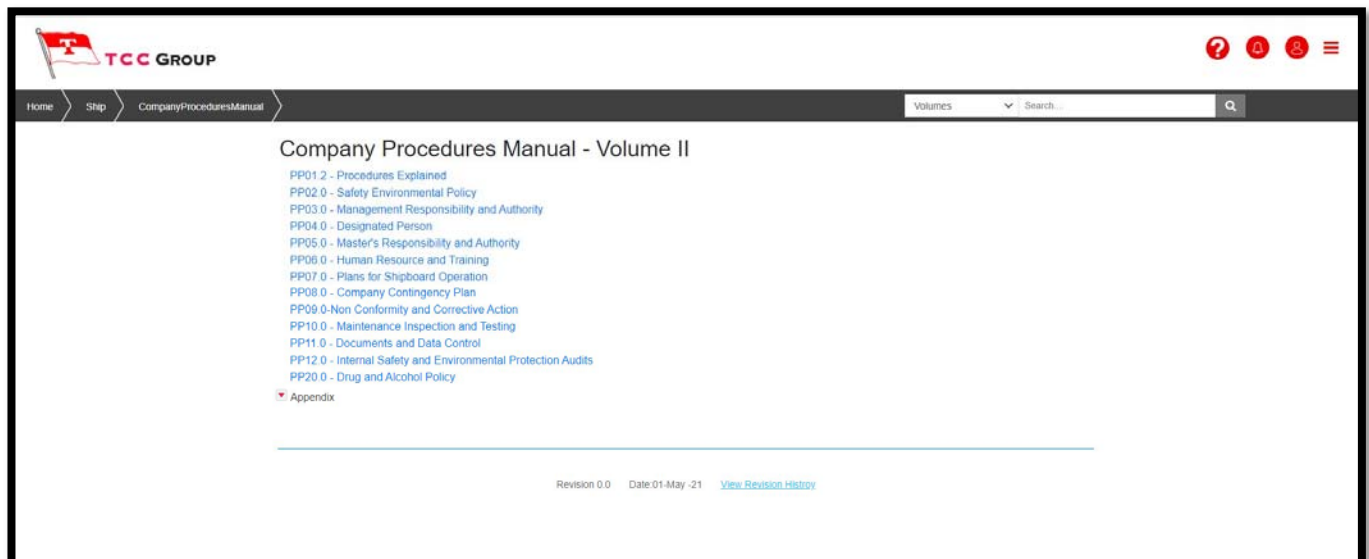 T
TCC GROUP
?
Home
Ship
CompanyProceduresManual
Volumes
Search...
Company Procedures Manual - Volume II
PP01.2 - Procedures Explained
PP02.0 - Safety Environmental Policy
PP03.0 - Management Responsibility and Authority
PP04.0 - Designated Person
PP05.0 - Master's Responsibility and Authority
PP06.0 - Human Resource and Training
PP07.0 - Plans for Shipboard Operation
PP08.0 - Company Contingency Plan
PP09.0-Non Conformity and Corrective Action
PP10.0 - Maintenance Inspection and Testing
PP11.0 - Documents and Data Control
PP12.0 - Internal Safety and Environmental Protection Audits
PP20.0 - Drug and Alcohol Policy
Appendix
Revision 0.0 Date:01-May -21 View Revision Histroy